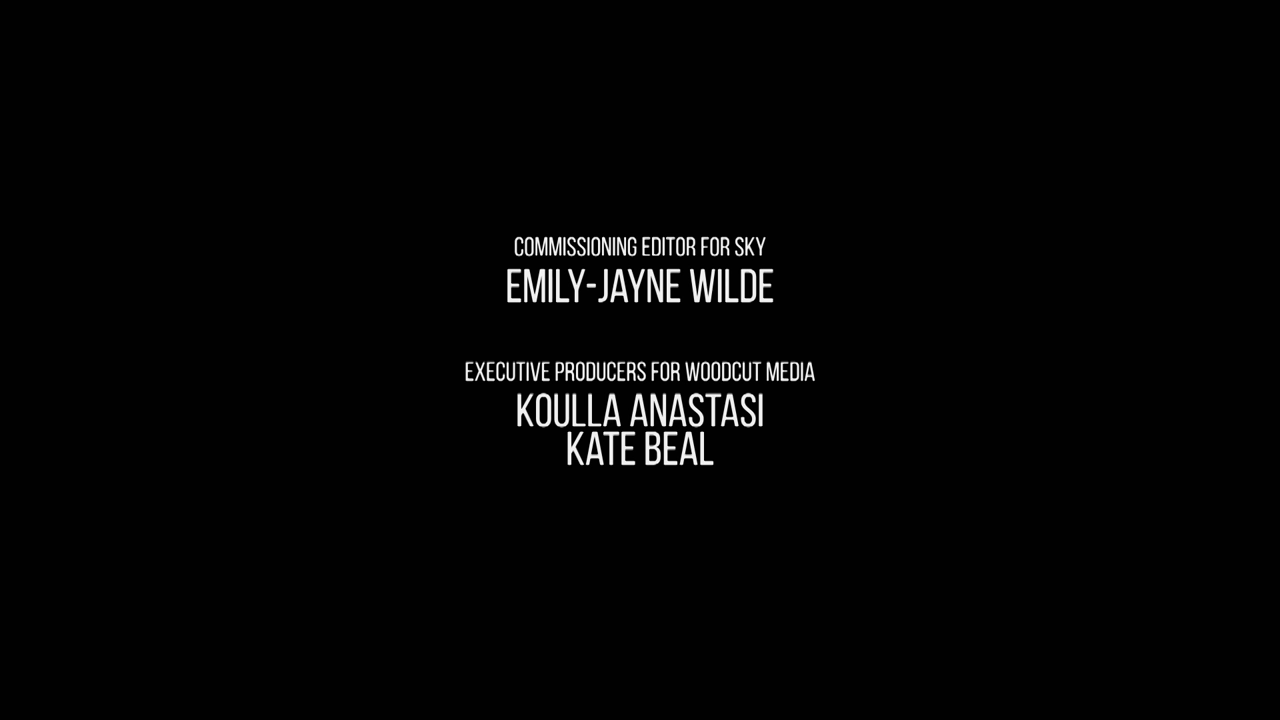 COMMISSIONING EDITOR FOR SKY
EMILY-JAYNE WILDE
EXECUTIVE PRODUCERS FOR WOODCUT MEDIA
KOULLA ANASTASI
KATE BEAL